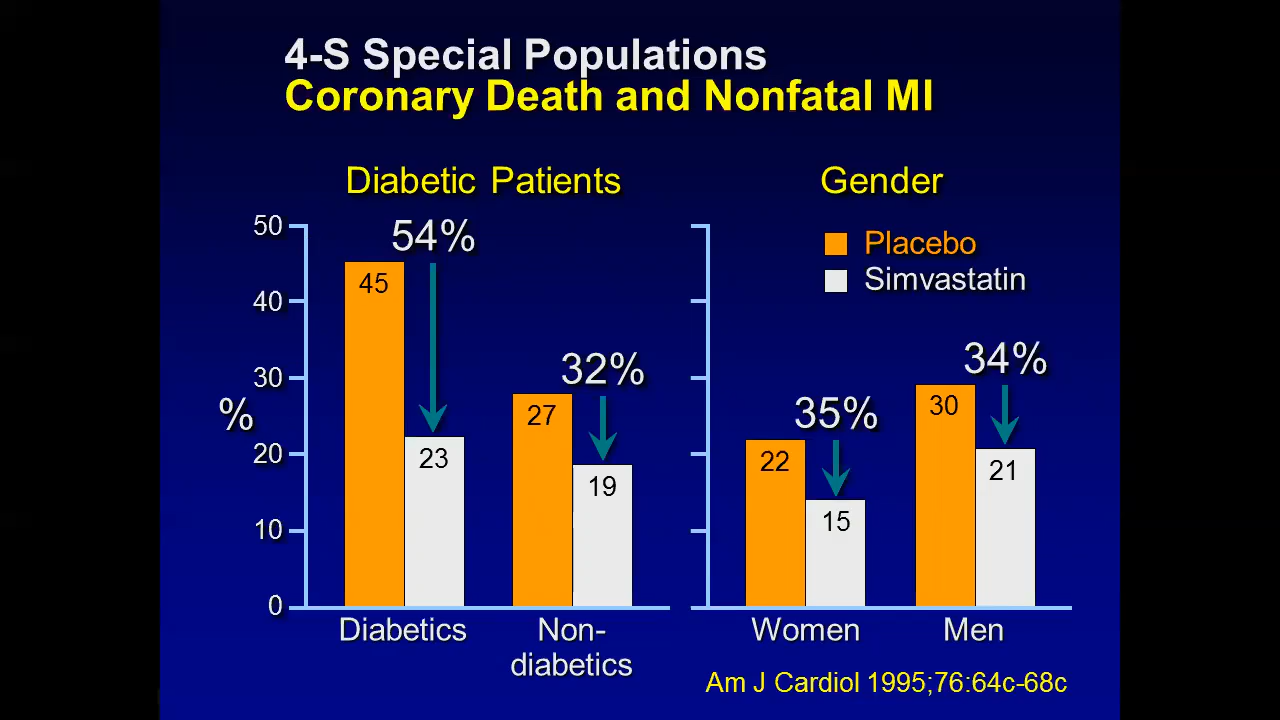 4-S Special Populations
Coronary Death and Nonfatal MI
Diabetic Patients
50
40
30
20
10
0
%
54%
45
23
32%
27
19
Diabetics
Non-
diabetics
Gender
Placebo
Simvastatin
35%
22
15
34%
30
21
Women
Men
Am J Cardiol 1995;76:64c-68c